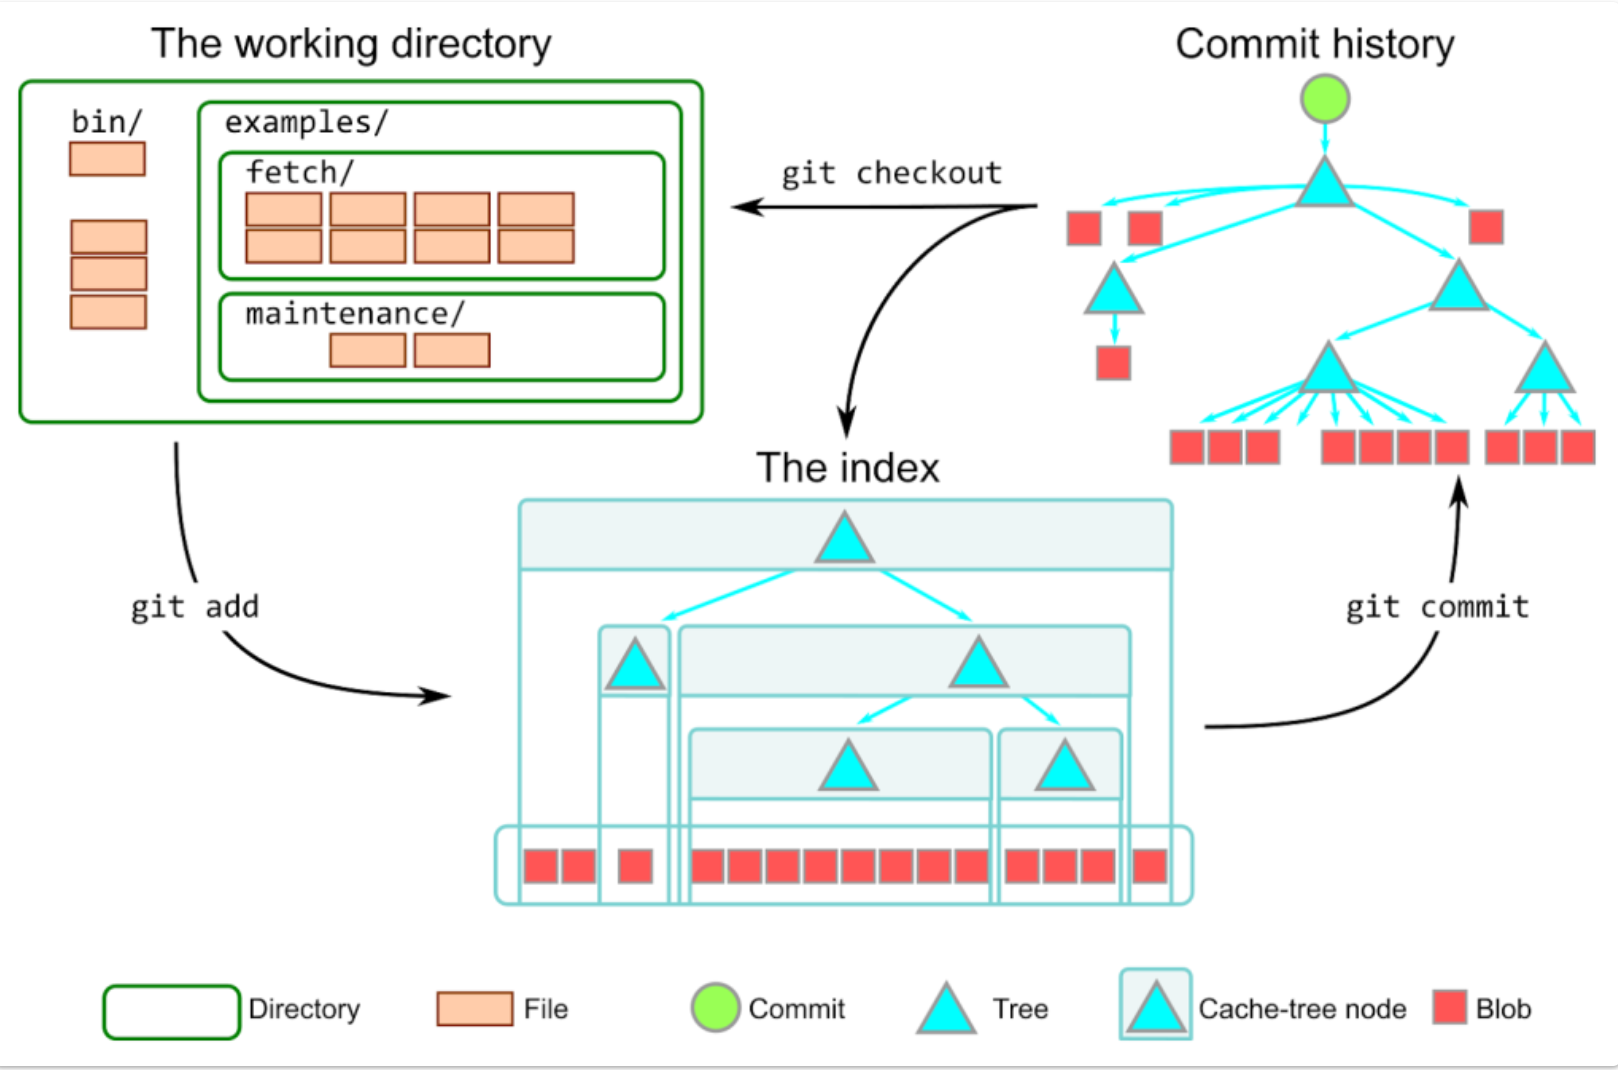 The working directory
Commit history
bin/
examples/
fetch/
maintenance/
git checkout
The index
git add
git commit
Directory
File
Commit
Tree
Cache-tree node
Blob